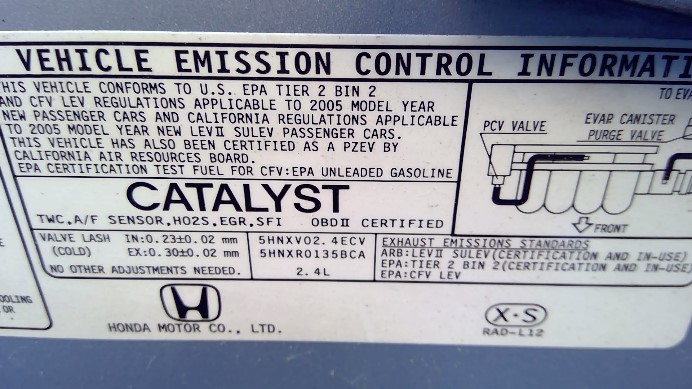 VEHICLE EMISSION CONTROL
THIS VEHICLE CONFORMS TO U.S. EPA TIER 2 BIN 2
AND CFV LEV REGULATIONS APPLICABLE TO 2005 MODEL YEAR
NEW PASSENGER CARS AND CALIFORNIA REGULATIONS APPLICABLE
TO 2005 MODEL YEAR NEW LEVII SULEV PASSENGER CARS.
THIS VEHICLE HAS ALSO BEEN CERTIFIED AS A PZEV BY
CALIFORNIA AIR RESOURCES BOARD.
EPA CERTIFICATION TEST FUEL FOR CFV:EPA UNLEADED GASOLINE
CATALYST
TWC,A/F SENSOR,HO2S,EGR,SFI OBDII CERTIFIED
VALVE LASH IN:0.23±0.02 mm
(COLD) EX:0.30±0.02 mm
NO OTHER ADJUSTMENTS NEEDED.
5HNXV02.4ECV
5HNXR0135BCA
2.4L
EXHAUST EMISSIONS STANDARDS
ARB:LEVII SULEV(CERTIFICATION AND IN-USE)
EPA:TIER 2 BIN 2(CERTIFICATION AND IN-USE)
EPA:CFV LEV
TO
PCV VALVE
EVAP CANISTER
PURGE VALVE
FRONT
OR
HONDA MOTOR CO., LTD.
X·S
RAD-L12